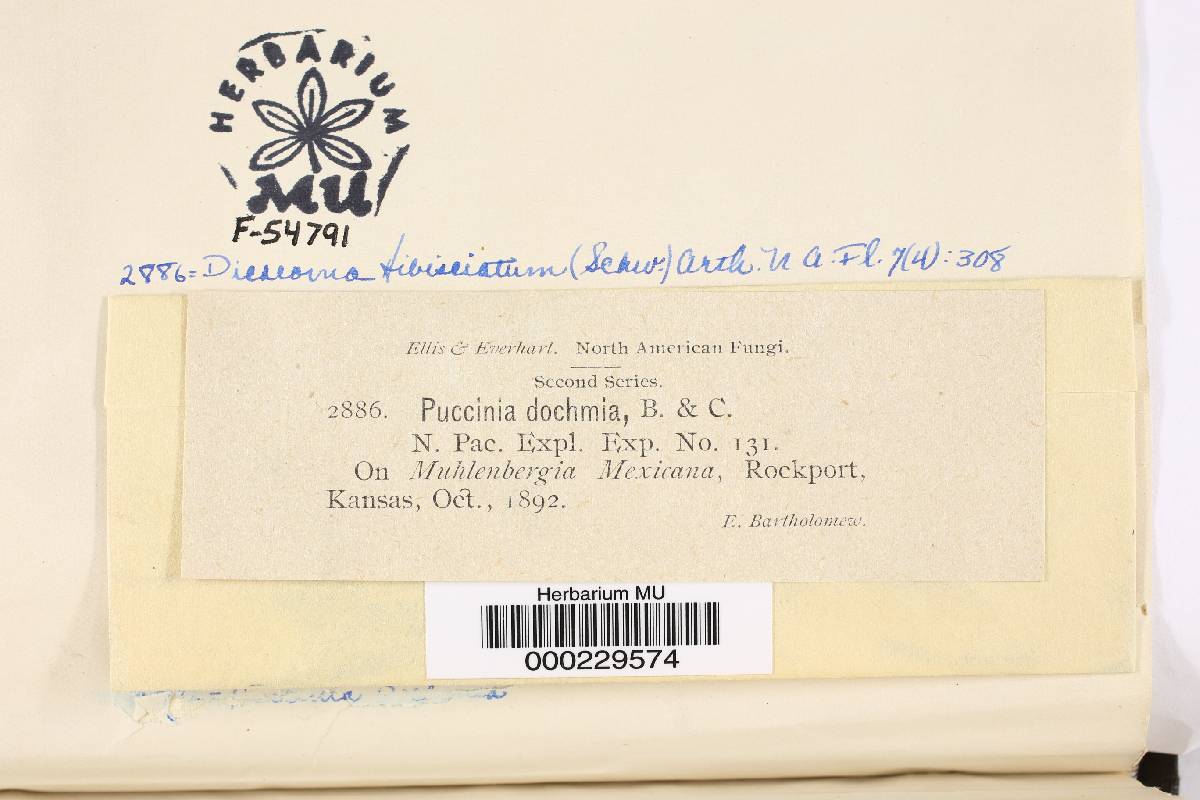 HERBARIUM
MU
F-54791
2886= Dicaeoma hibisciatum (Schw.) Arth. N. A. Fl. 7(4): 308
Ellis & Everhart. North American Fungi.
Second Series.
2886. Puccinia dochmia, B. & C.
N. Pac. Expl. Exp. No. 131.
On Muhlenbergia Mexicana, Rockport,
Kansas, Oct., 1892.
E. Bartholomew.
Herbarium MU
000229574